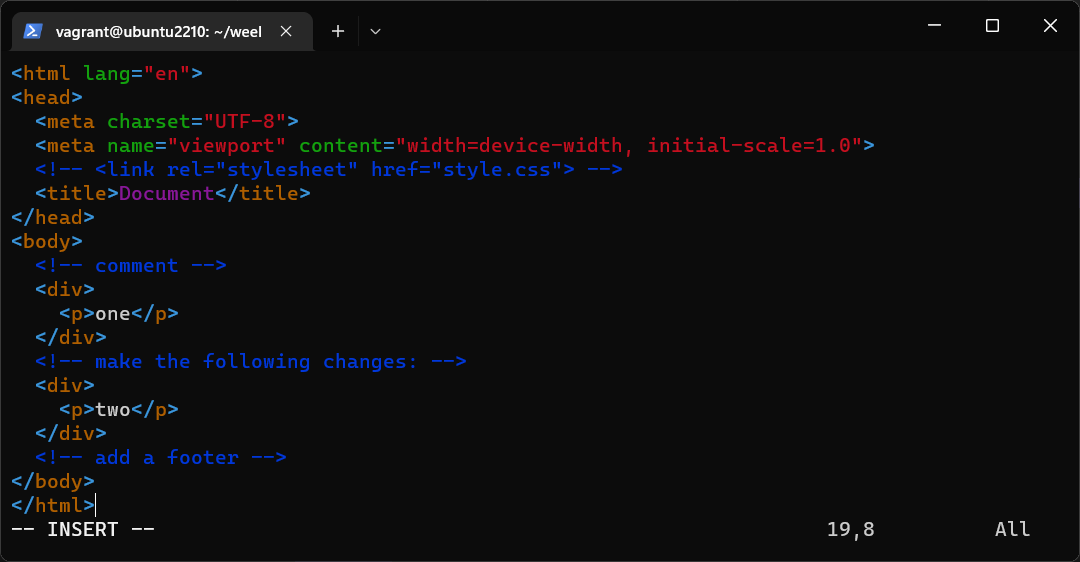 vagrant@ubuntu2210: ~/weel
<html lang="en">
<head>
  <meta charset="UTF-8">
  <meta name="viewport" content="width=device-width, initial-scale=1.0">
  <!-- <link rel="stylesheet" href="style.css"> -->
  <title>Document</title>
</head>
<body>
  <!-- comment -->
  <div>
    <p>one</p>
  </div>
  <!-- make the following changes: -->
  <div>
    <p>two</p>
  </div>
  <!-- add a footer -->
</body>
</html>
-- INSERT -- 19,8 All